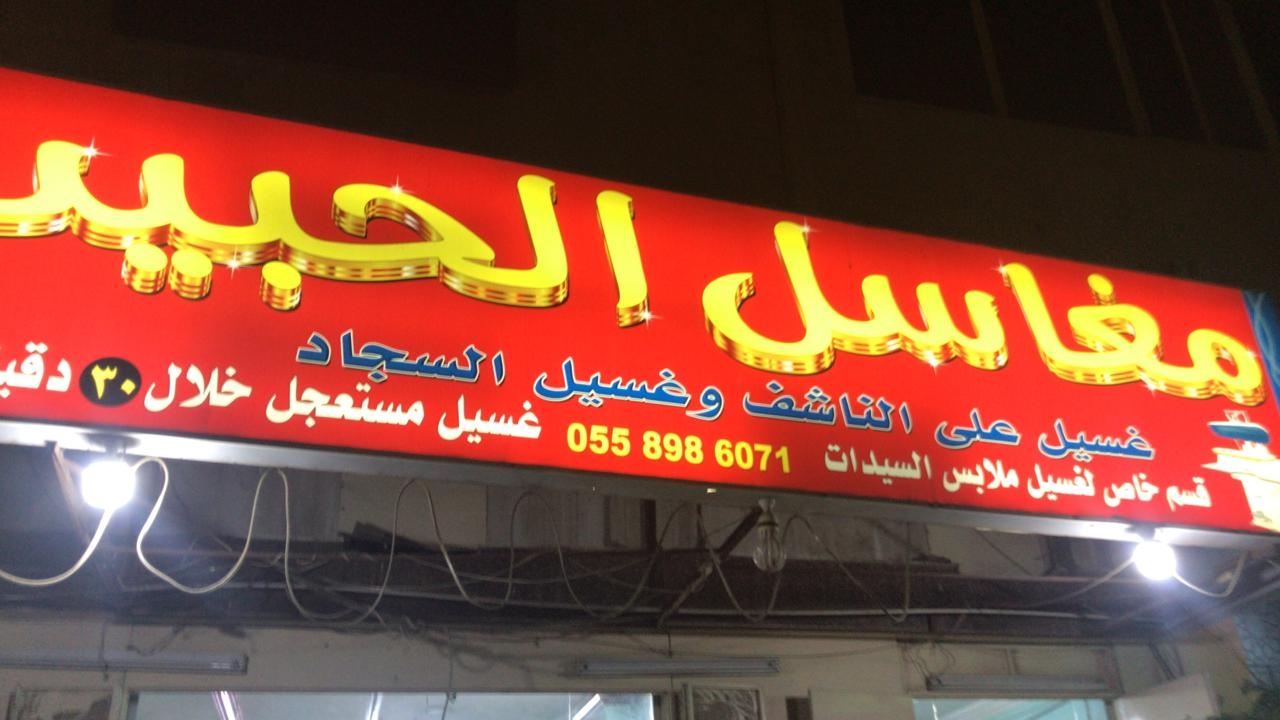 مغاسل الحبيب
غسيل على الناشف وغسيل السجاد
قسم خاص لغسيل ملابس السيدات
055 898 6071
غسيل مستعجل خلال ٣٠